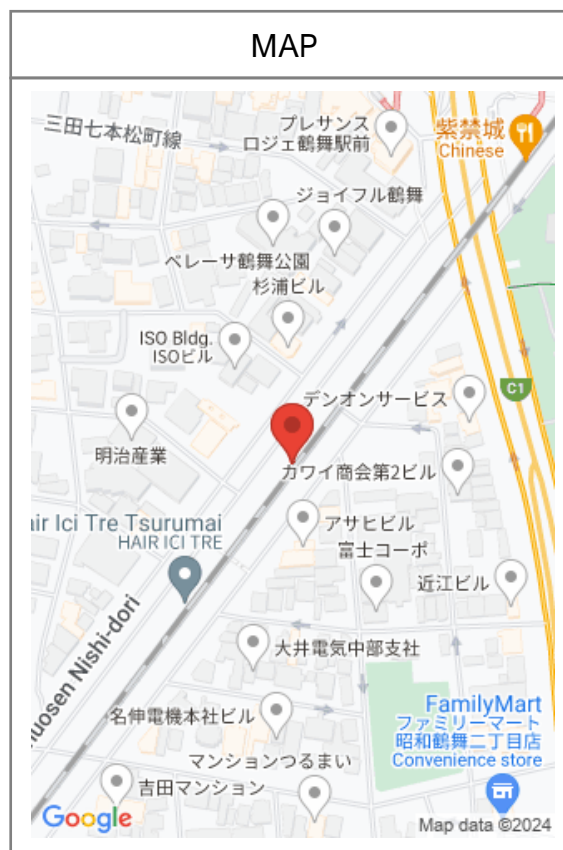 MAP
三田七本松町線
プレサンス
ロジェ鶴舞駅前
紫禁城
Chinese
ジョイフル鶴舞
ベレーサ鶴舞公園
杉浦ビル
ISO Bldg.
ISOビル
C1
デンオンサービス
明治産業
カワイ商会第2ビル
air Ici Tre Tsurumai
HAIR ICI TRE
アサヒビル
富士コーポ
近江ビル
uosen Nishi-dori
大井電気中部支社
名伸電機本社ビル
FamilyMart
ファミリーマート
昭和鶴舞二丁目店
Convenience store
マンションつるまい
吉田マンション
Google
Map data ©2024